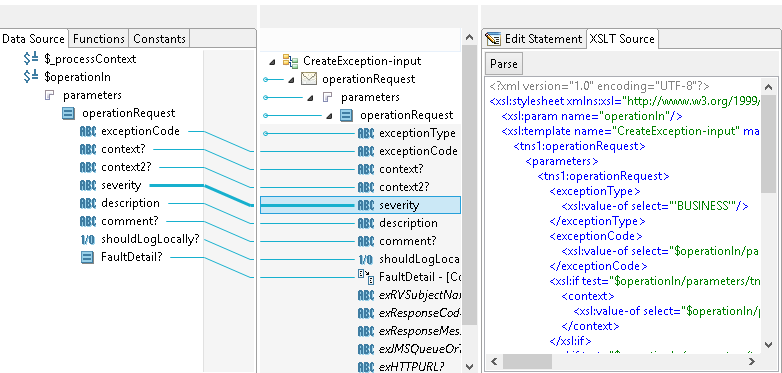 Data Source Functions Constants
$_processContext
$operationIn
parameters
operationRequest
exceptionCode
context?
context2?
severity
description
comment?
shouldLogLocally?
FaultDetail?
CreateException-input
operationRequest
parameters
operationRequest
exceptionType
exceptionCode
context?
context2?
severity
description
comment?
shouldLogLoca
FaultDetail - [Co
exRVSubjectNa
exResponseCod
exResponseMes
exJMSQueueOrT
exHTTPURL?
Edit Statement XSLT Source
Parse
<?xml version="1.0" encoding="UTF-8"?>
<xsl:stylesheet xmlns:xsl="http://www.w3.org/1999/
<xsl:param name="operationIn"/>
<xsl:template name="CreateException-input" ma
<tns1:operationRequest>
<parameters>
<tns1:operationRequest>
<exceptionType>
<xsl:value-of select="'BUSINESS'"/>
</exceptionType>
<exceptionCode>
<xsl:value-of select="$operationIn/pa
</exceptionCode>
<xsl:if test="$operationIn/parameters/tn
<context>
<xsl:value-of select="$operationIn/p
</context>
</xsl:if>